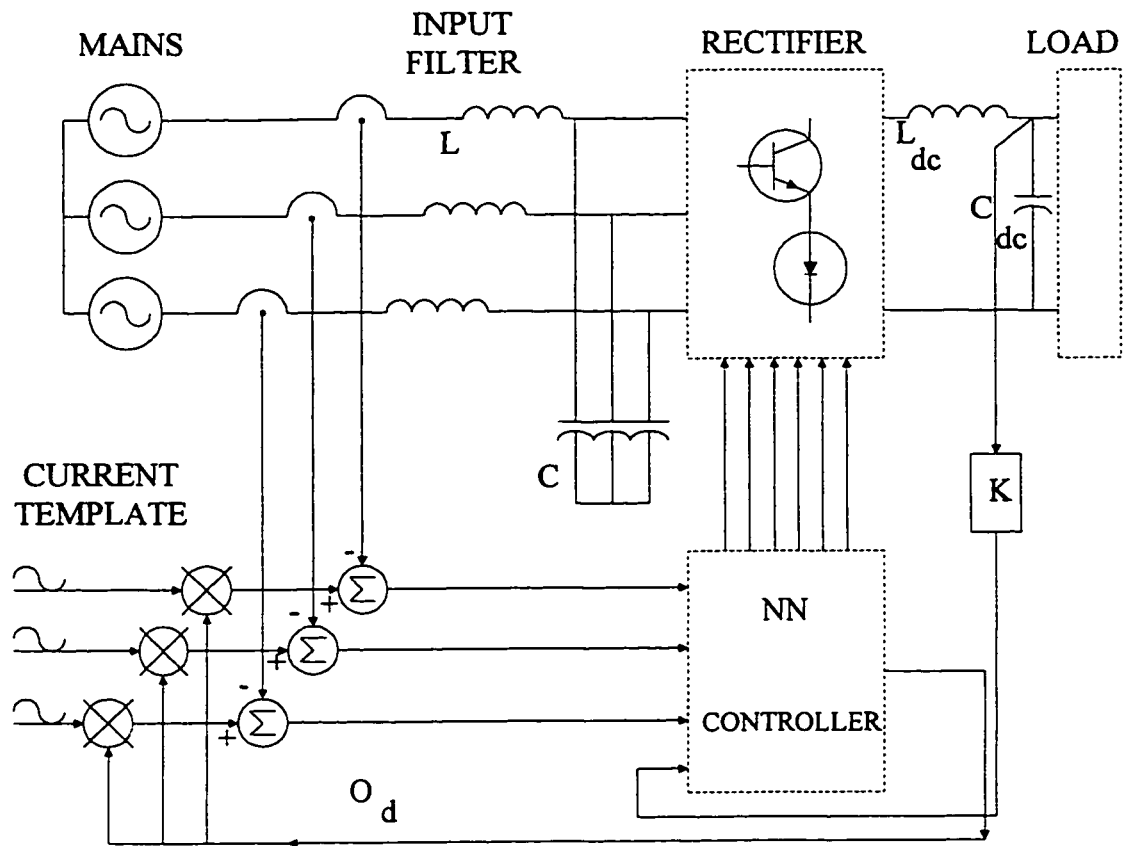 MAINS
INPUT
FILTER
RECTIFIER
LOAD
L
L
dc
C
dc
C
K
CURRENT
TEMPLATE
-
+
Σ
-
+
Σ
-
+
Σ
NN
CONTROLLER
O
d